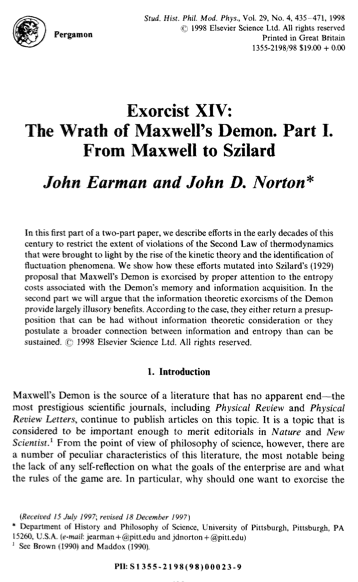 Stud. Hist. Phil. Mod. Phys., Vol. 29, No. 4, 435–471, 1998
© 1998 Elsevier Science Ltd. All rights reserved
Printed in Great Britain
1355-2198/98 $19.00 + 0.00
Pergamon
Exorcist XIV:
The Wrath of Maxwell's Demon. Part I.
From Maxwell to Szilard
John Earman and John D. Norton*
In this first part of a two-part paper, we describe efforts in the early decades of this
century to restrict the extent of violations of the Second Law of thermodynamics
that were brought to light by the rise of the kinetic theory and the identification of
fluctuation phenomena. We show how these efforts mutated into Szilard's (1929)
proposal that Maxwell's Demon is exorcised by proper attention to the entropy
costs associated with the Demon's memory and information acquisition. In the
second part we will argue that the information theoretic exorcisms of the Demon
provide largely illusory benefits. According to the case, they either return a presup-
position that can be had without information theoretic consideration or they
postulate a broader connection between information and entropy than can be
sustained. © 1998 Elsevier Science Ltd. All rights reserved.
1. Introduction
Maxwell's Demon is the source of a literature that has no apparent end—the
most prestigious scientific journals, including Physical Review and Physical
Review Letters, continue to publish articles on this topic. It is a topic that is
considered to be important enough to merit editorials in Nature and New
Scientist.¹ From the point of view of philosophy of science, however, there are
a number of peculiar characteristics of this literature, the most notable being
the lack of any self-reflection on what the goals of the enterprise are and what
the rules of the game are. In particular, why should one want to exorcise the
(Received 15 July 1997; revised 18 December 1997)
* Department of History and Philosophy of Science, University of Pittsburgh, Pittsburgh, PA
15260, U.S.A. (e-mail: jearman+@pitt.edu and jdnorton+@pitt.edu)
¹ See Brown (1990) and Maddox (1990).
PII: S1355-2198(98)00023-9